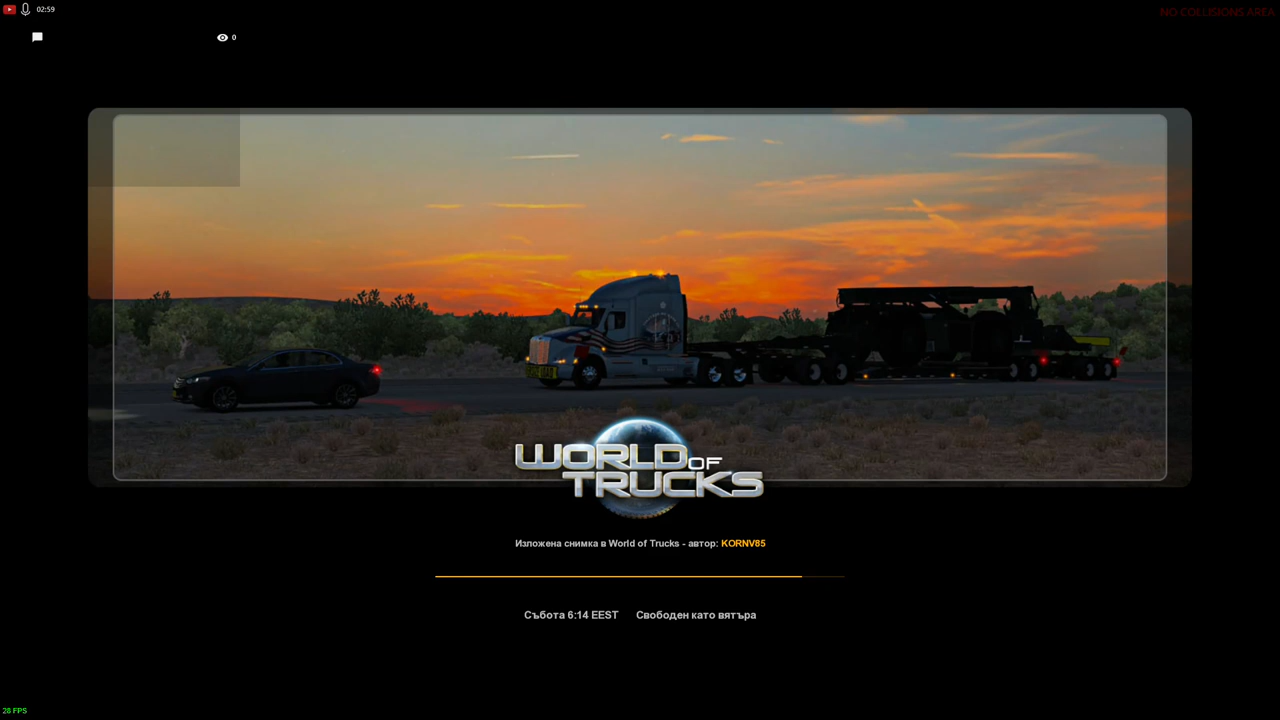 02:59
NO COLLISIONS AREA
0
WORLD OF
TRUCKS
Изложена снимка в World of Trucks - автор: KORNV85
Събота 6:14 EEST Свободен като вятъра
28 FPS